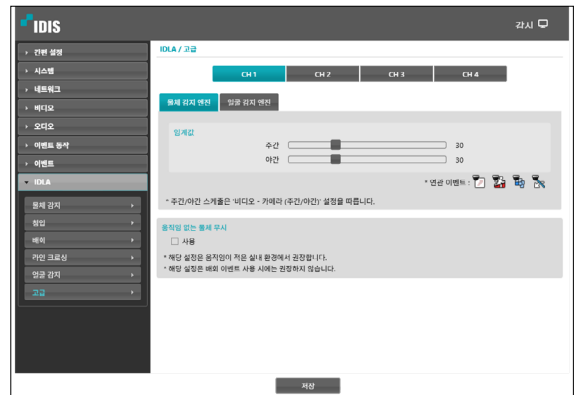 IDIS
감시
간편 설정
시스템
네트워크
비디오
오디오
이벤트 동작
이벤트
IDLA
물체 감지
침입
배회
라인 크로싱
얼굴 감지
고급
IDLA / 고급
CH 1 CH 2 CH 3 CH 4
물체 감지 엔진 얼굴 감지 엔진
임계값
주간 30
야간 30
* 연관 이벤트 :
* 주간/야간 스케줄은 '비디오 - 카메라 (주간/야간)' 설정을 따릅니다.
움직임 없는 물체 무시
사용
* 해당 설정은 움직임이 적은 실내 환경에서 권장합니다.
* 해당 설정은 배회 이벤트 사용 시에는 권장하지 않습니다.
저장